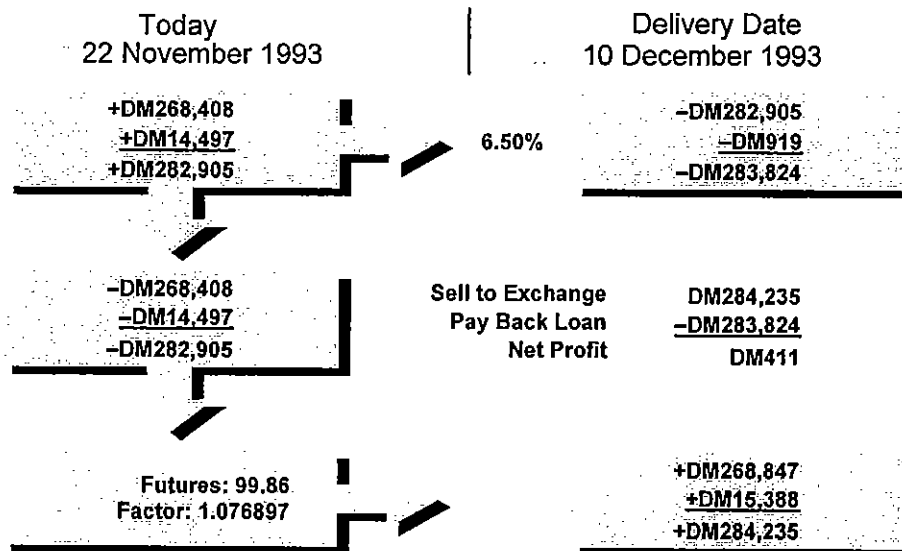 Today
22 November 1993
Delivery Date
10 December 1993
+DM268,408
+DM14,497
+DM282,905
6.50%
–DM282,905
–DM919
–DM283,824
–DM268,408
–DM14,497
–DM282,905
Sell to Exchange DM284,235
Pay Back Loan –DM283,824
Net Profit DM411
Futures: 99.86
Factor: 1.076897
+DM268,847
+DM15,388
+DM284,235